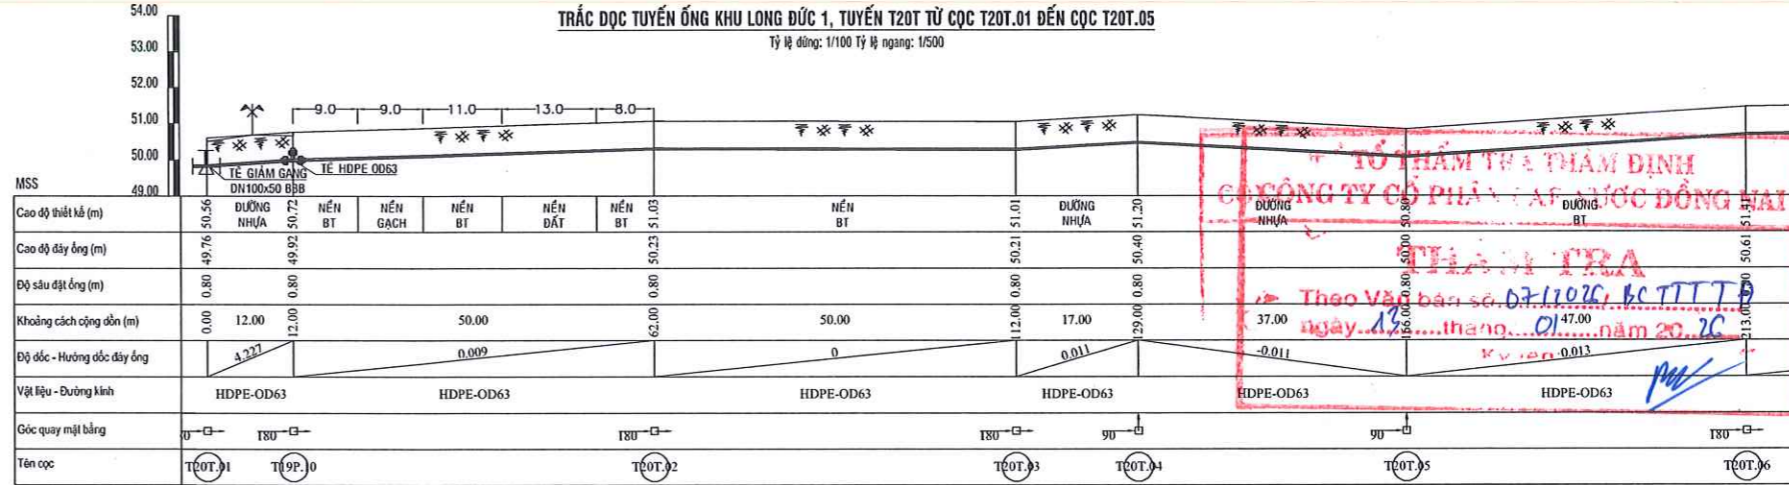 TRẮC DỌC TUYẾN ỐNG KHU LONG ĐỨC 1, TUYẾN T20T TỪ CỌC T20T.01 ĐẾN CỌC T20T.05
Tỷ lệ đứng: 1/100 Tỷ lệ ngang: 1/500
54.00
53.00
52.00
51.00
50.00
49.00
MSS
9.0 9.0 11.0 13.0 8.0
TÊ GIẢM GANG
DN100x50 BBB
TÊ HDPE OD63
Cao độ thiết kế (m) 50.56 ĐƯỜNG NHỰA 50.72 NỀN BT NỀN GẠCH NỀN BT NỀN ĐẤT NỀN BT 51.03 NỀN BT 51.01 ĐƯỜNG NHỰA 51.20 ĐƯỜNG NHỰA 50.80 ĐƯỜNG BT 51.41
Cao độ đáy ống (m) 49.76 49.92 50.23 50.21 50.40 50.00 50.61
Độ sâu đặt ống (m) 0.80 0.80 0.80 0.80 0.80 0.80 0.80
Khoảng cách cộng dồn (m) 0.00 12.00 12.00 50.00 62.00 50.00 112.00 17.00 129.00 37.00 166.00 47.00 213.00
Độ dốc - Hướng dốc đáy ống 4.227 0.009 0 0.011 -0.011 0.013
Vật liệu - Đường kính HDPE-OD63 HDPE-OD63 HDPE-OD63 HDPE-OD63 HDPE-OD63 HDPE-OD63
Góc quay mặt bằng 0 180 180 180 90 90 180
Tên cọc T20T.01 T19P.10 T20T.02 T20T.03 T20T.04 T20T.05 T20T.06
TỔ THẨM TRA THẨM ĐỊNH
CÔNG TY CỔ PHẦN CẤP NƯỚC ĐỒNG NAI
THẨM TRA
Theo Văn bản số 07/2026/BCTTTĐ
ngày 13 tháng 01 năm 2026